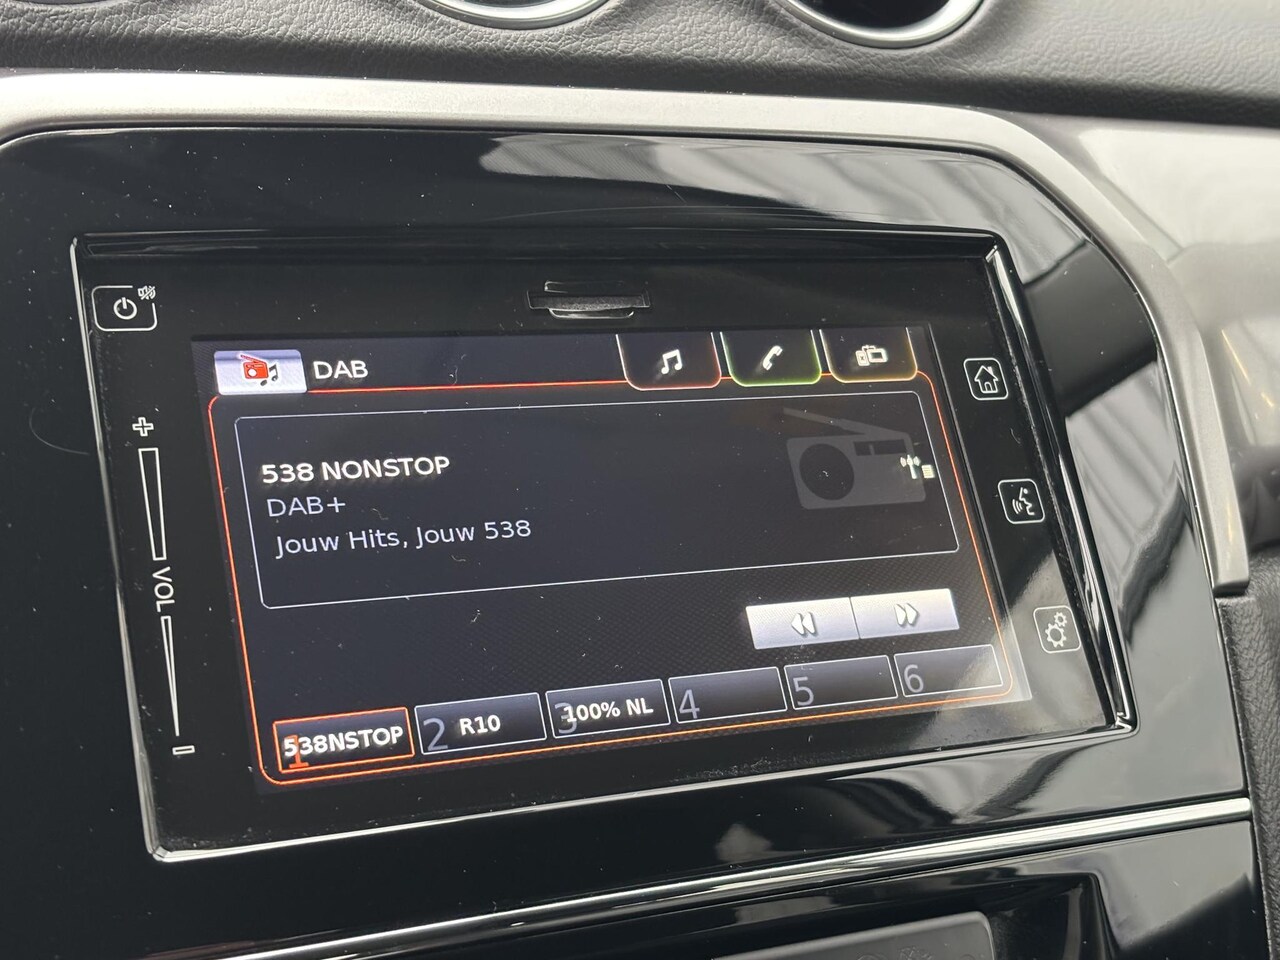 DAB
538 NONSTOP
DAB+
Jouw Hits, Jouw 538
VOL
1 538NSTOP
2 R10
3 100% NL
4
5
6